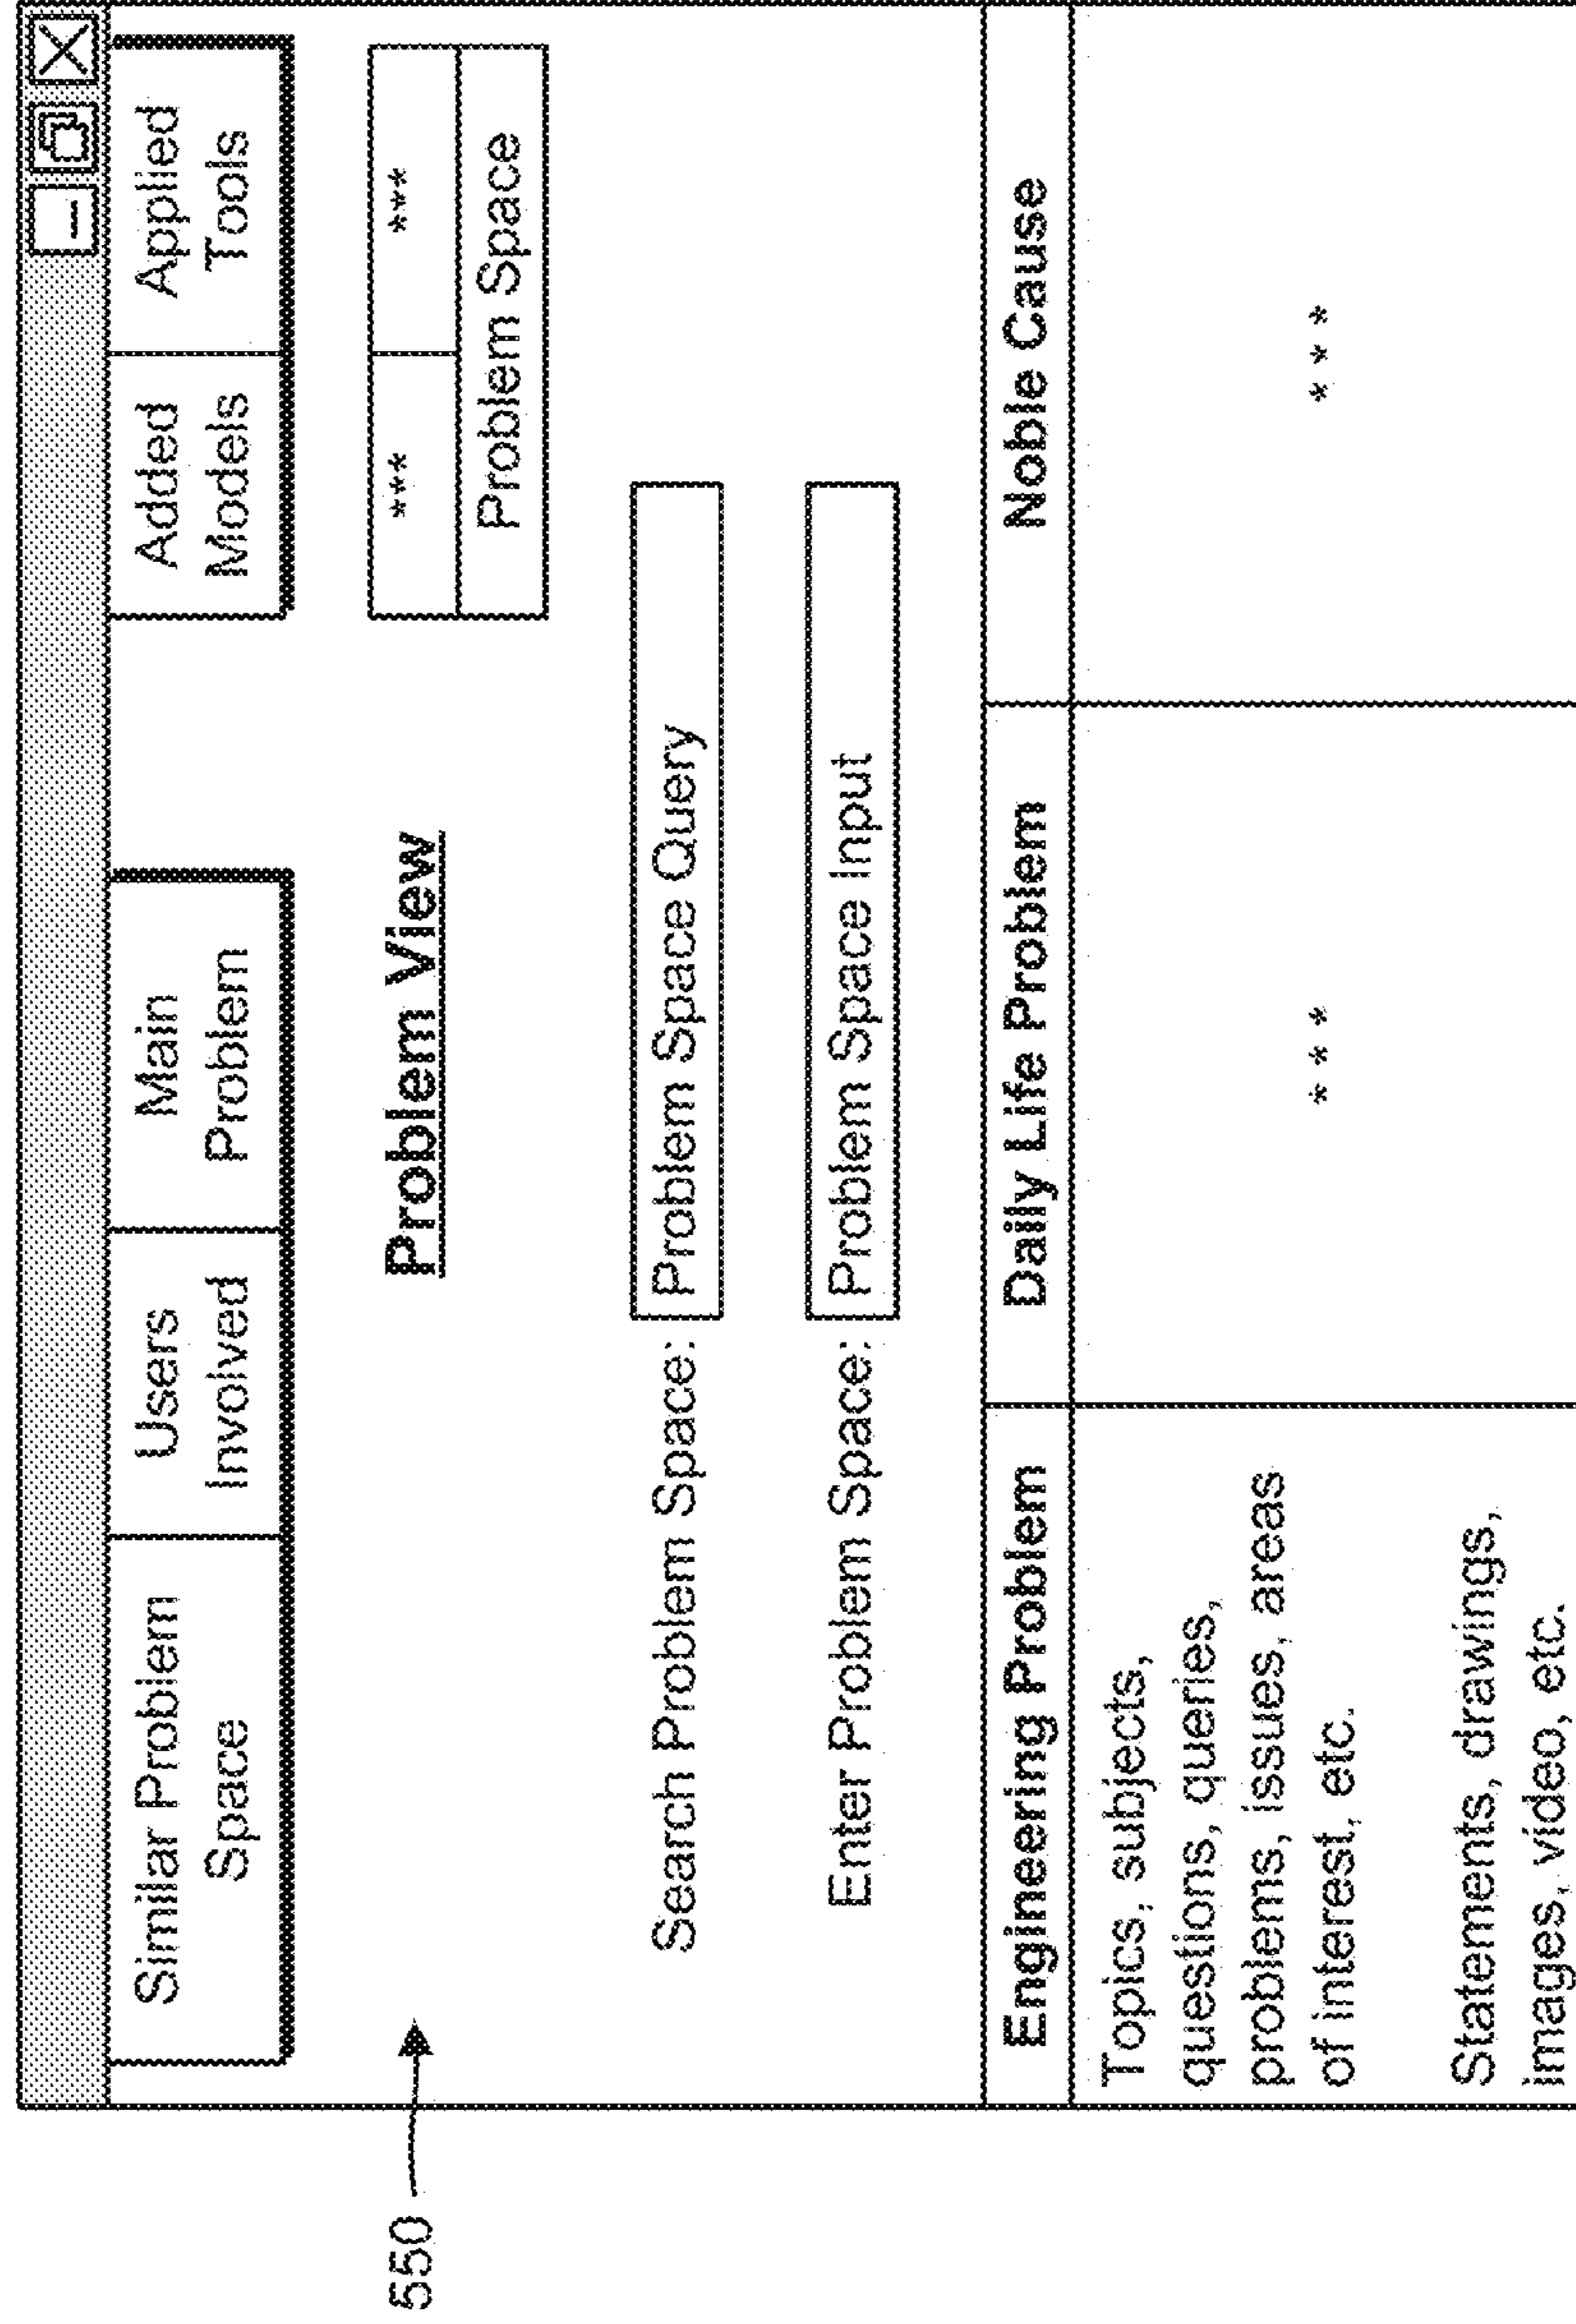 Similar Problem
Space
Users
Involved
Main
Problem
Added
Models
Applied
Tools
550
Problem View
***
***
Problem Space
Search Problem Space: Problem Space Query
Enter Problem Space: Problem Space Input
Engineering Problem
Daily Life Problem
Noble Cause
Topics, subjects,
questions, queries,
problems, issues, areas
of interest, etc.
Statements, drawings,
images, video, etc.
* * *
* * *